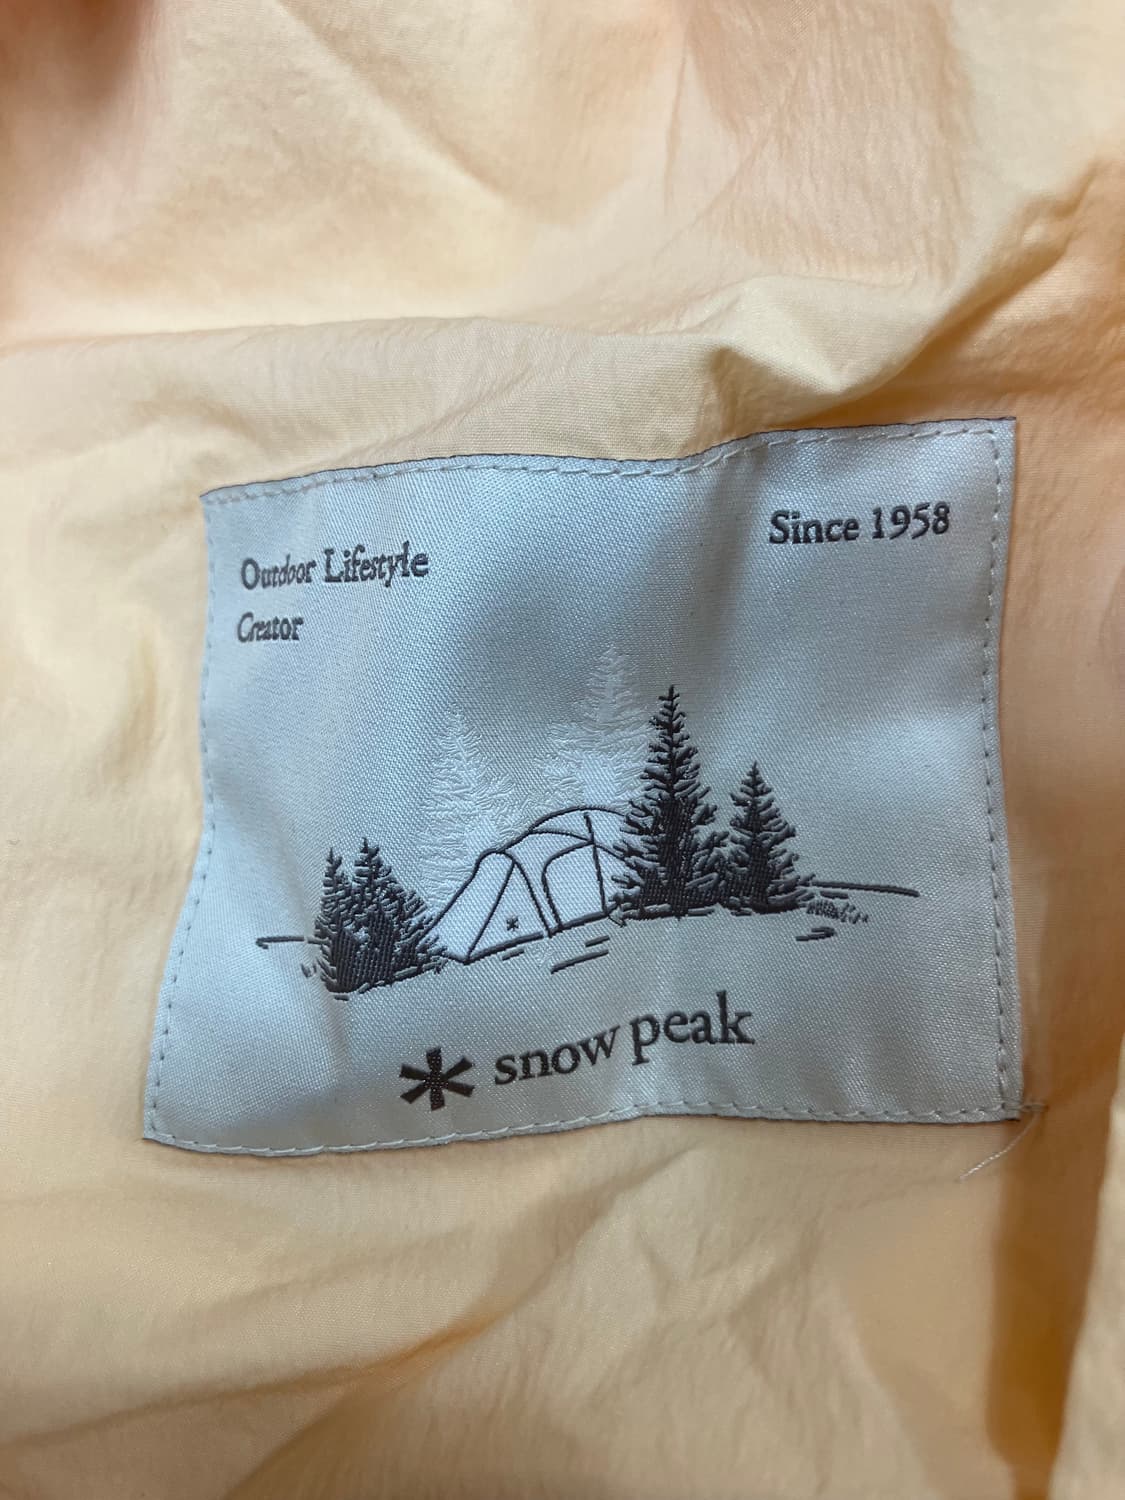 Outdoor Lifestyle
Creator
Since 1958
snow peak